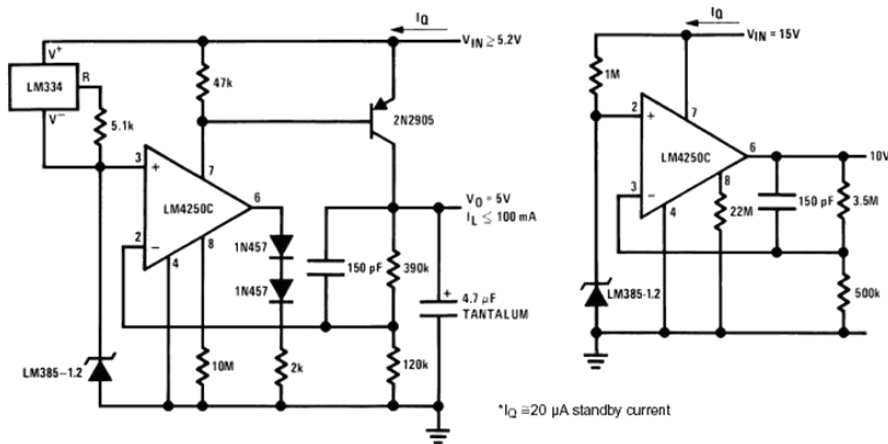 IQ
VIN ≥ 5.2V
V+
LM334
R
V−
47k
5.1k
2N2905
3
+
7
LM4250C
6
VO = 5V
IL ≤ 100 mA
2
−
4
8
1N457
1N457
150 pF
390k
+
4.7 µF
TANTALUM
LM385–1.2
10M
2k
120k
IQ
VIN = 15V
1M
2
+
7
LM4250C
6
10V
3
−
4
8
22M
150 pF
3.5M
LM385-1.2
500k
*IQ ≅20 µA standby current